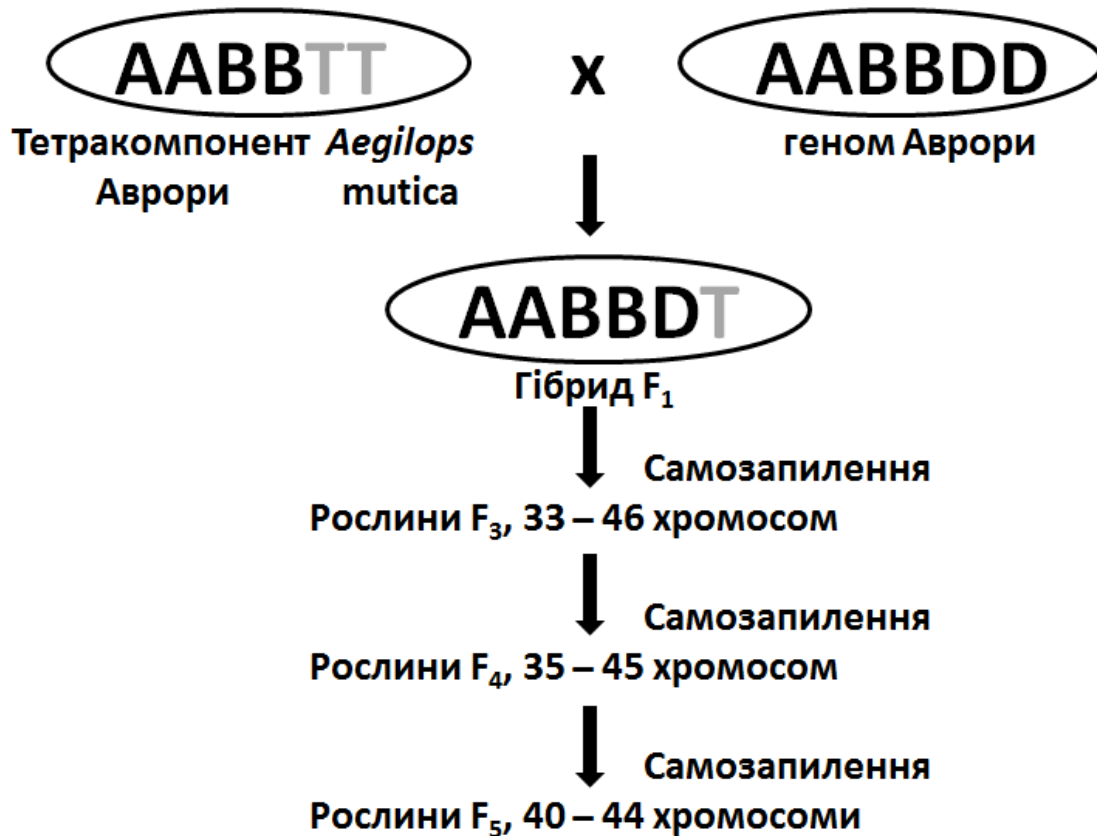 AABBTT x AABBDD
Тетракомпонент Aegilops геном Аврори
Аврори mutica
AABBDT
Гібрид F₁
Самозапилення
Рослини F₃, 33 – 46 хромосом
Самозапилення
Рослини F₄, 35 – 45 хромосом
Самозапилення
Рослини F₅, 40 – 44 хромосоми